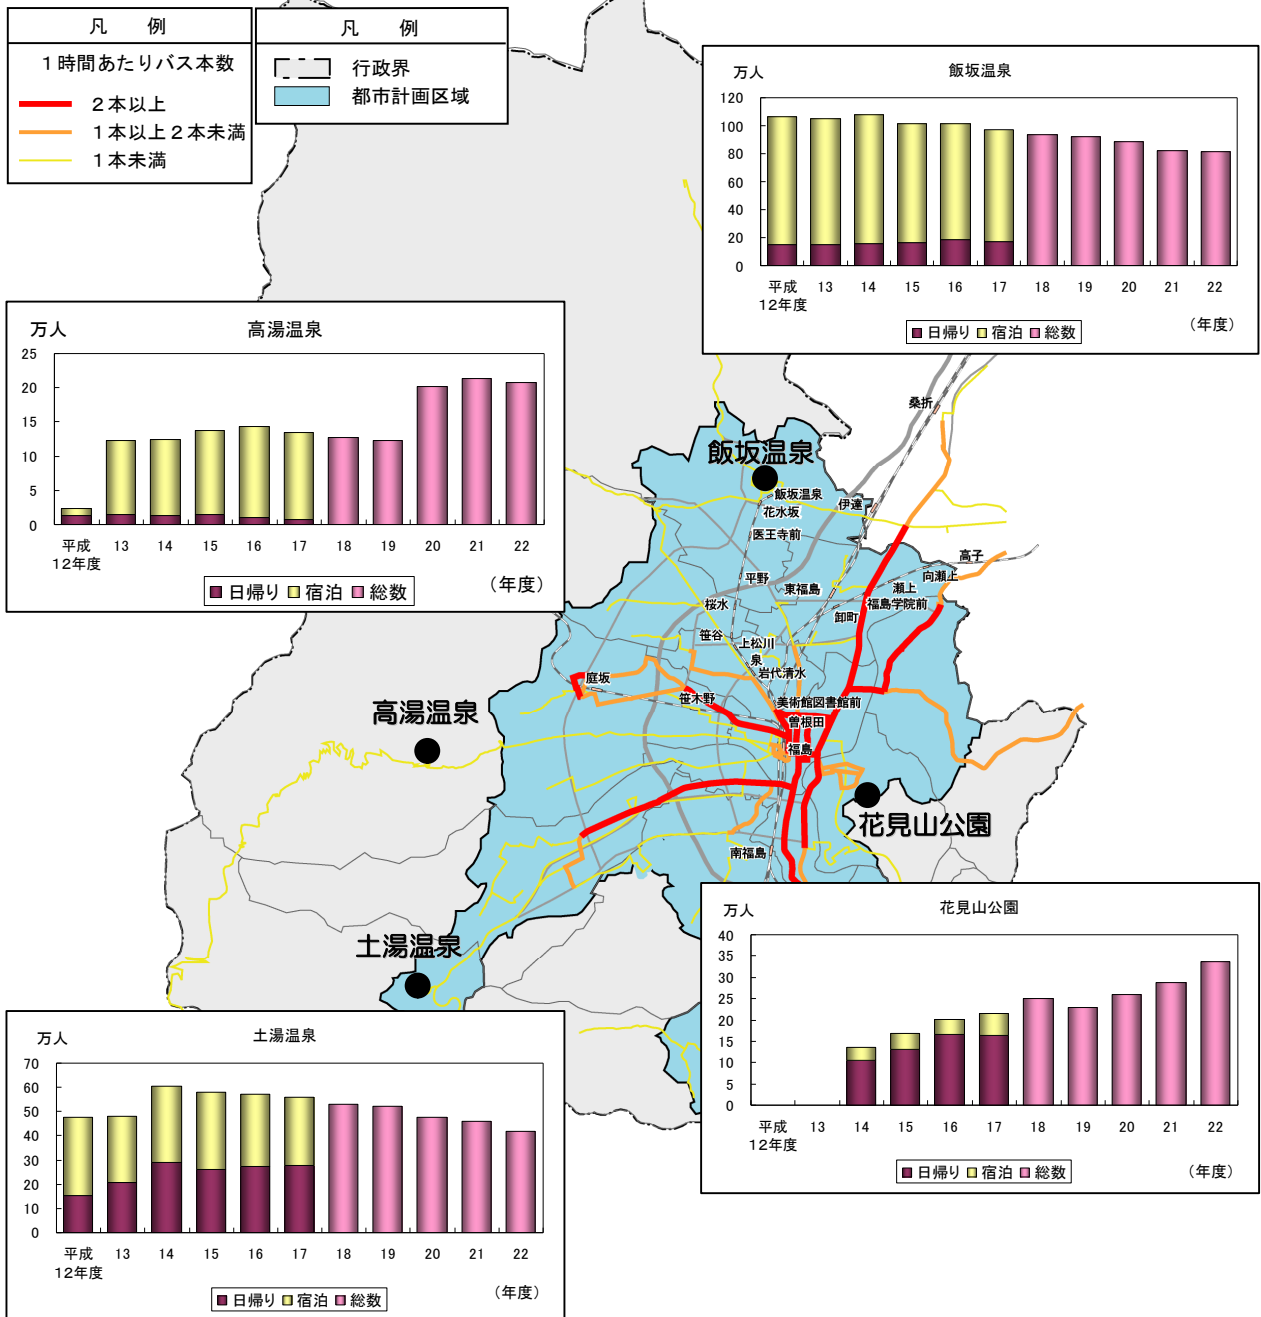 凡　例
１時間あたりバス本数
２本以上
１本以上２本未満
１本未満
凡　例
行政界
都市計画区域
万人
飯坂温泉
120
100
80
60
40
20
0
平成 13 14 15 16 17 18 19 20 21 22
12年度
日帰り 宿泊 総数
（年度）
万人
高湯温泉
25
20
15
10
5
0
平成 13 14 15 16 17 18 19 20 21 22
12年度
日帰り 宿泊 総数
（年度）
桑折
飯坂温泉
飯坂温泉
伊達
花水坂
医王寺前
高子
平野
東福島
向瀬上
瀬上
桜水
福島学院前
卸町
笹谷
上松川
泉
岩代清水
庭坂
笹木野
美術館図書館前
曽根田
高湯温泉
福島
花見山公園
南福島
土湯温泉
万人
花見山公園
40
35
30
25
20
15
10
5
0
平成 13 14 15 16 17 18 19 20 21 22
12年度
日帰り 宿泊 総数
（年度）
万人
土湯温泉
70
60
50
40
30
20
10
0
平成 13 14 15 16 17 18 19 20 21 22
12年度
日帰り 宿泊 総数
（年度）